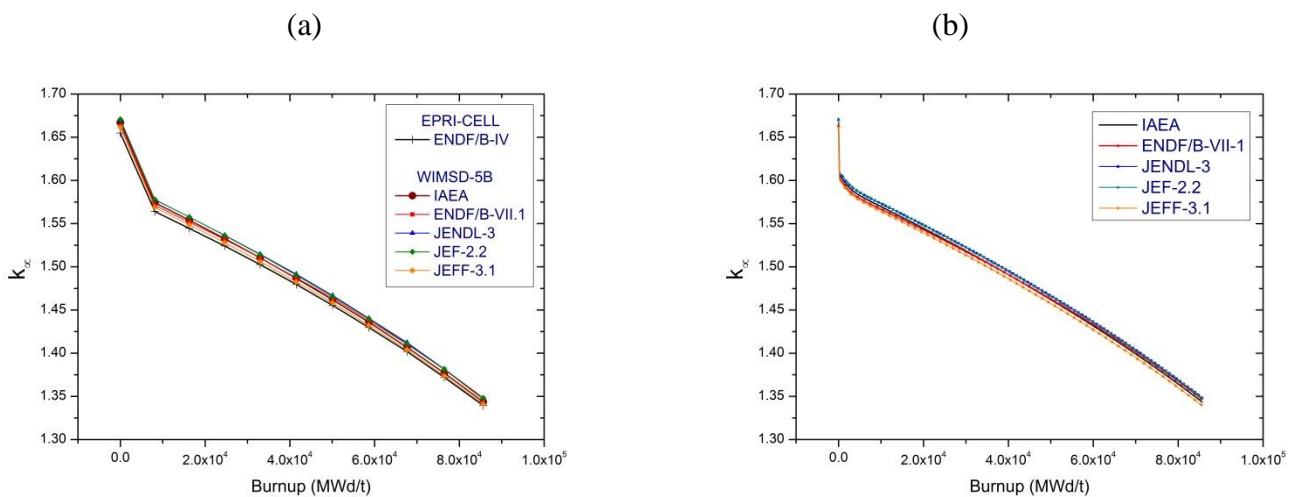 (a)
1.70
1.65
1.60
1.55
1.50
1.45
1.40
1.35
1.30
k∝
0.0 2.0x10⁴ 4.0x10⁴ 6.0x10⁴ 8.0x10⁴ 1.0x10⁵
Burnup (MWd/t)
EPRI-CELL
ENDF/B-IV
WIMSD-5B
IAEA
ENDF/B-VII.1
JENDL-3
JEF-2.2
JEFF-3.1
(b)
1.70
1.65
1.60
1.55
1.50
1.45
1.40
1.35
1.30
k∝
0.0 2.0x10⁴ 4.0x10⁴ 6.0x10⁴ 8.0x10⁴ 1.0x10⁵
Burnup (MWd/t)
IAEA
ENDF/B-VII-1
JENDL-3
JEF-2.2
JEFF-3.1